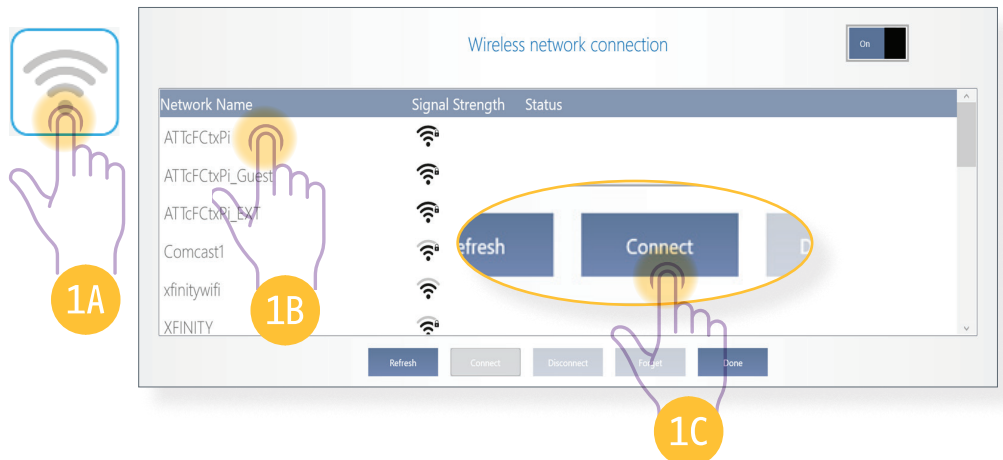 Wireless network connection
On
Network Name Signal Strength Status
ATTcFCtxPi
ATTcFCtxPi_Guest
ATTcFCtxPi_EXT
Comcast1
xfinitywifi
XFINITY
efresh Connect D
Refresh Connect Disconnect Forget Done
1A
1B
1C